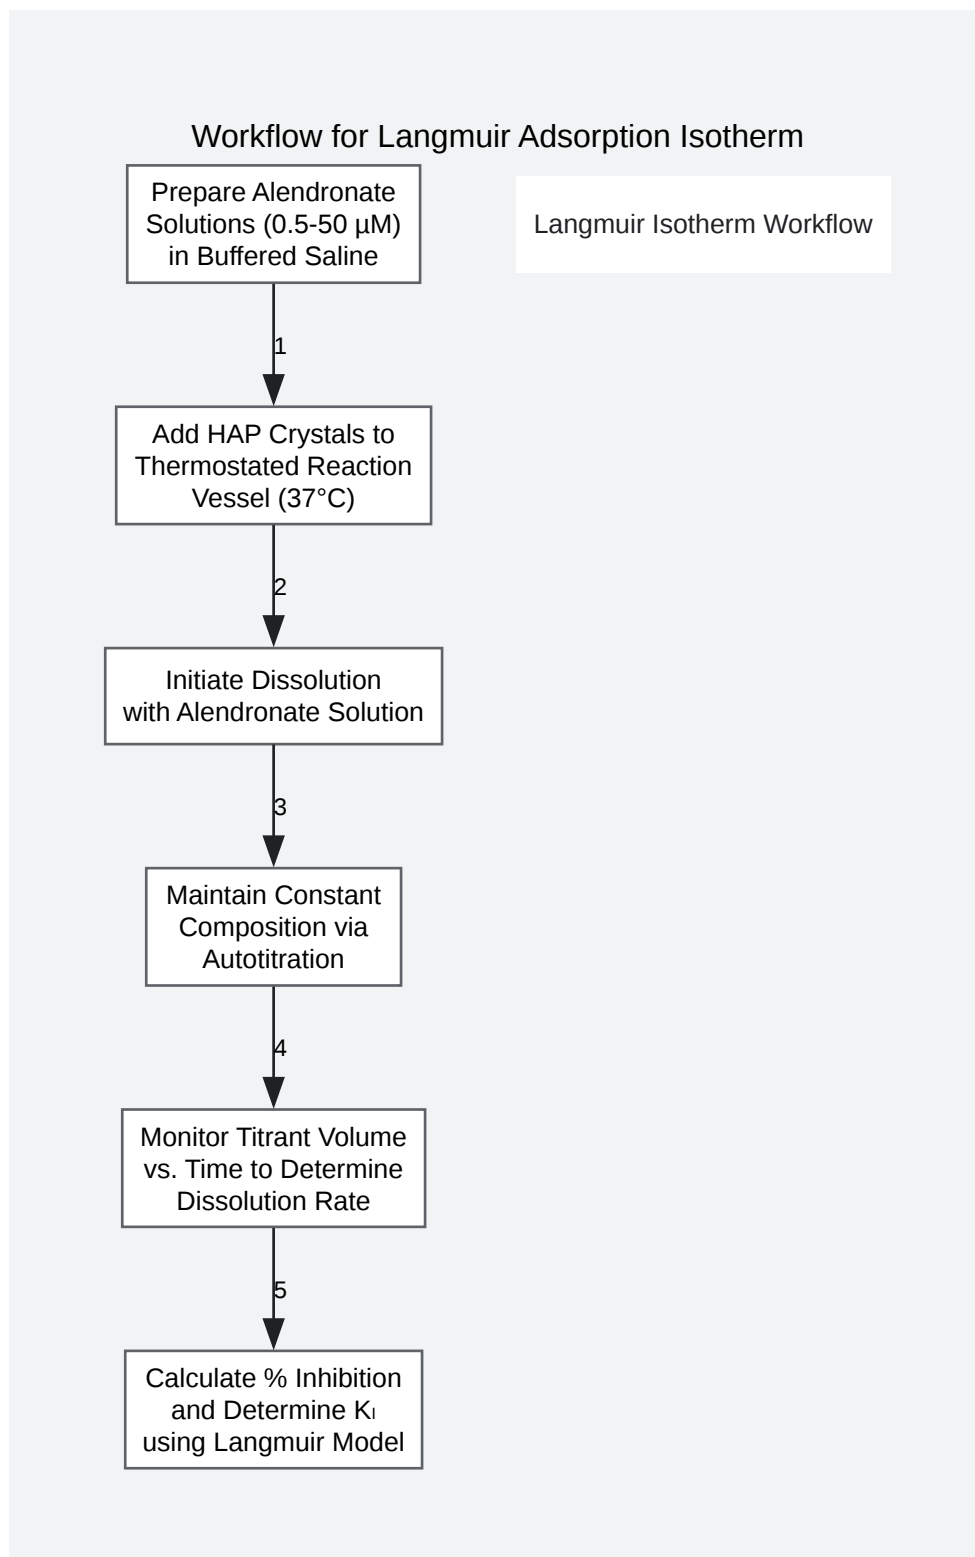 Workflow for Langmuir Adsorption Isotherm
Prepare Alendronate
Solutions (0.5-50 µM)
in Buffered Saline
Langmuir Isotherm Workflow
1
Add HAP Crystals to
Thermostated Reaction
Vessel (37°C)
2
Initiate Dissolution
with Alendronate Solution
3
Maintain Constant
Composition via
Autotitration
4
Monitor Titrant Volume
vs. Time to Determine
Dissolution Rate
5
Calculate % Inhibition
and Determine Kₗ
using Langmuir Model